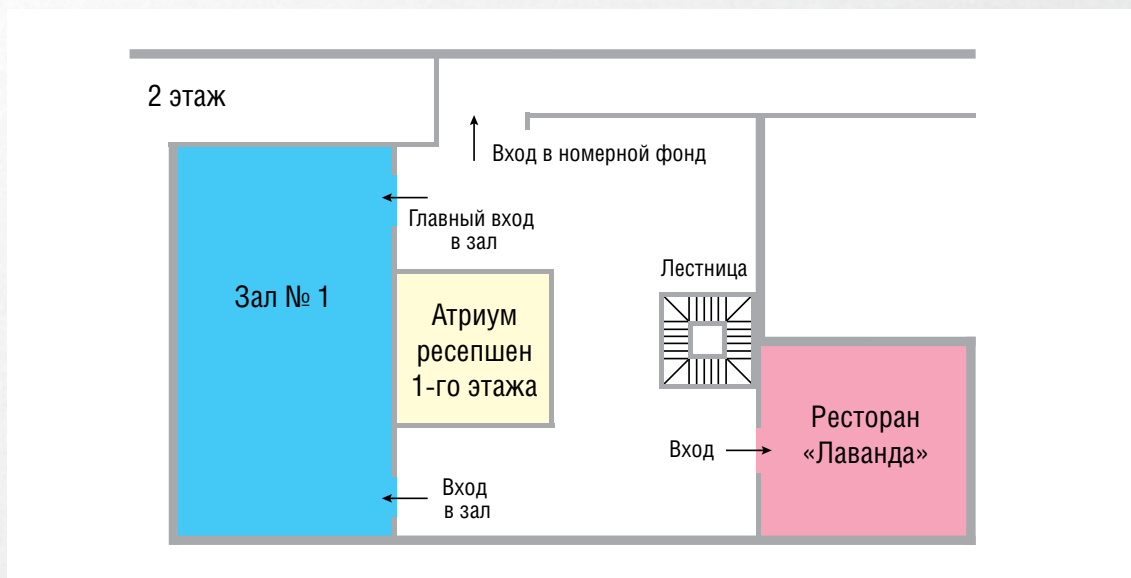 2 этаж
Вход в номерной фонд
Главный вход
в зал
Зал № 1
Лестница
Атриум
ресепшен
1-го этажа
Ресторан
«Лаванда»
Вход
Вход
в зал